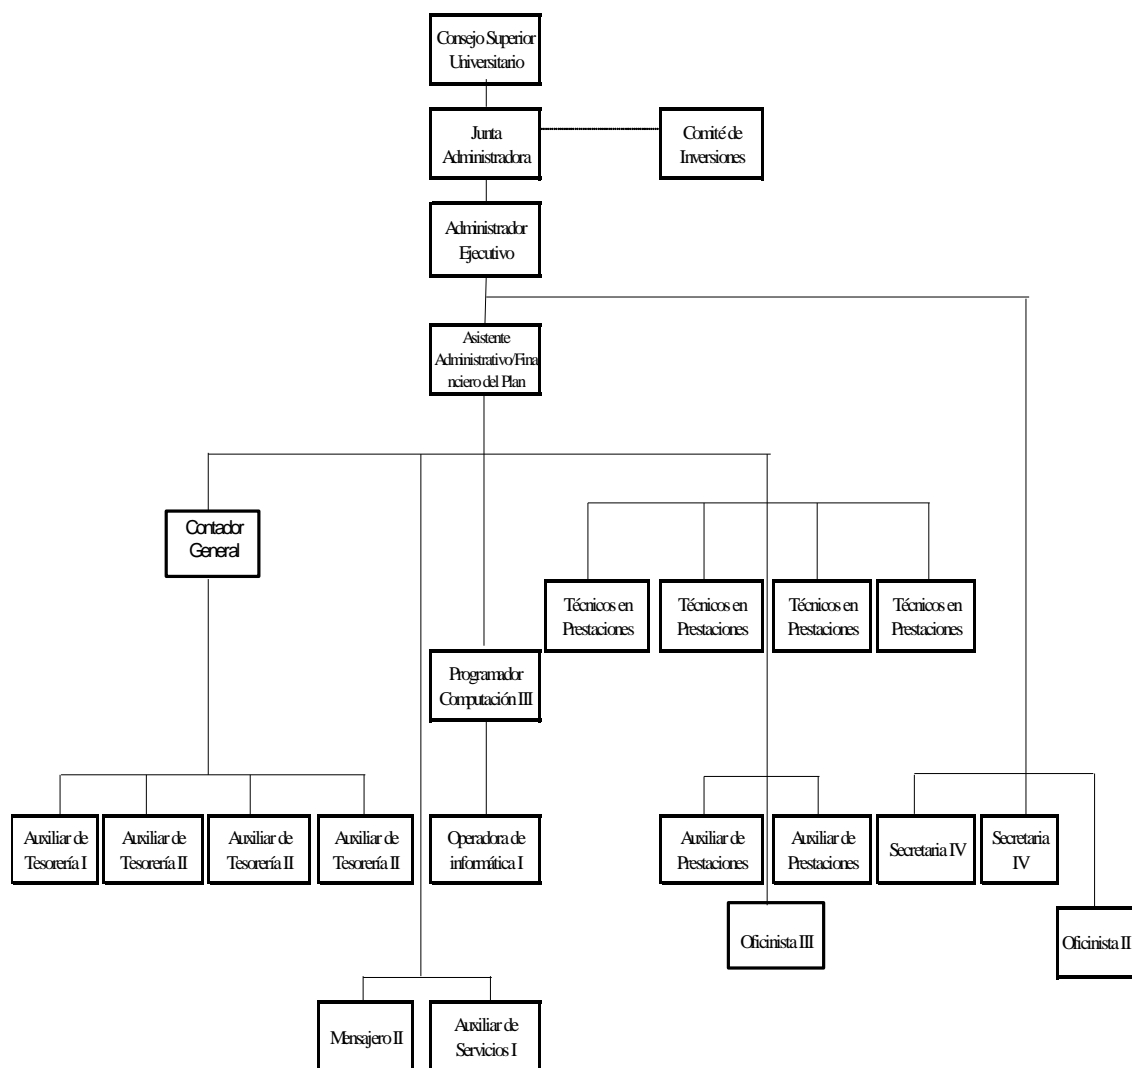 Consejo Superior
Universitario
Junta
Administradora
Comité de
Inversiones
Administrador
Ejecutivo
Asistente
Administrativo/Fina
nciero del Plan
Contador
General
Técnicos en
Prestaciones
Técnicos en
Prestaciones
Técnicos en
Prestaciones
Técnicos en
Prestaciones
Programador
Computación III
Auxiliar de
Tesorería I
Auxiliar de
Tesorería II
Auxiliar de
Tesorería II
Auxiliar de
Tesorería II
Operadora de
informática I
Auxiliar de
Prestaciones
Auxiliar de
Prestaciones
Secretaria IV
Secretaria
IV
Oficinista III
Oficinista II
Mensajero II
Auxiliar de
Servicios I